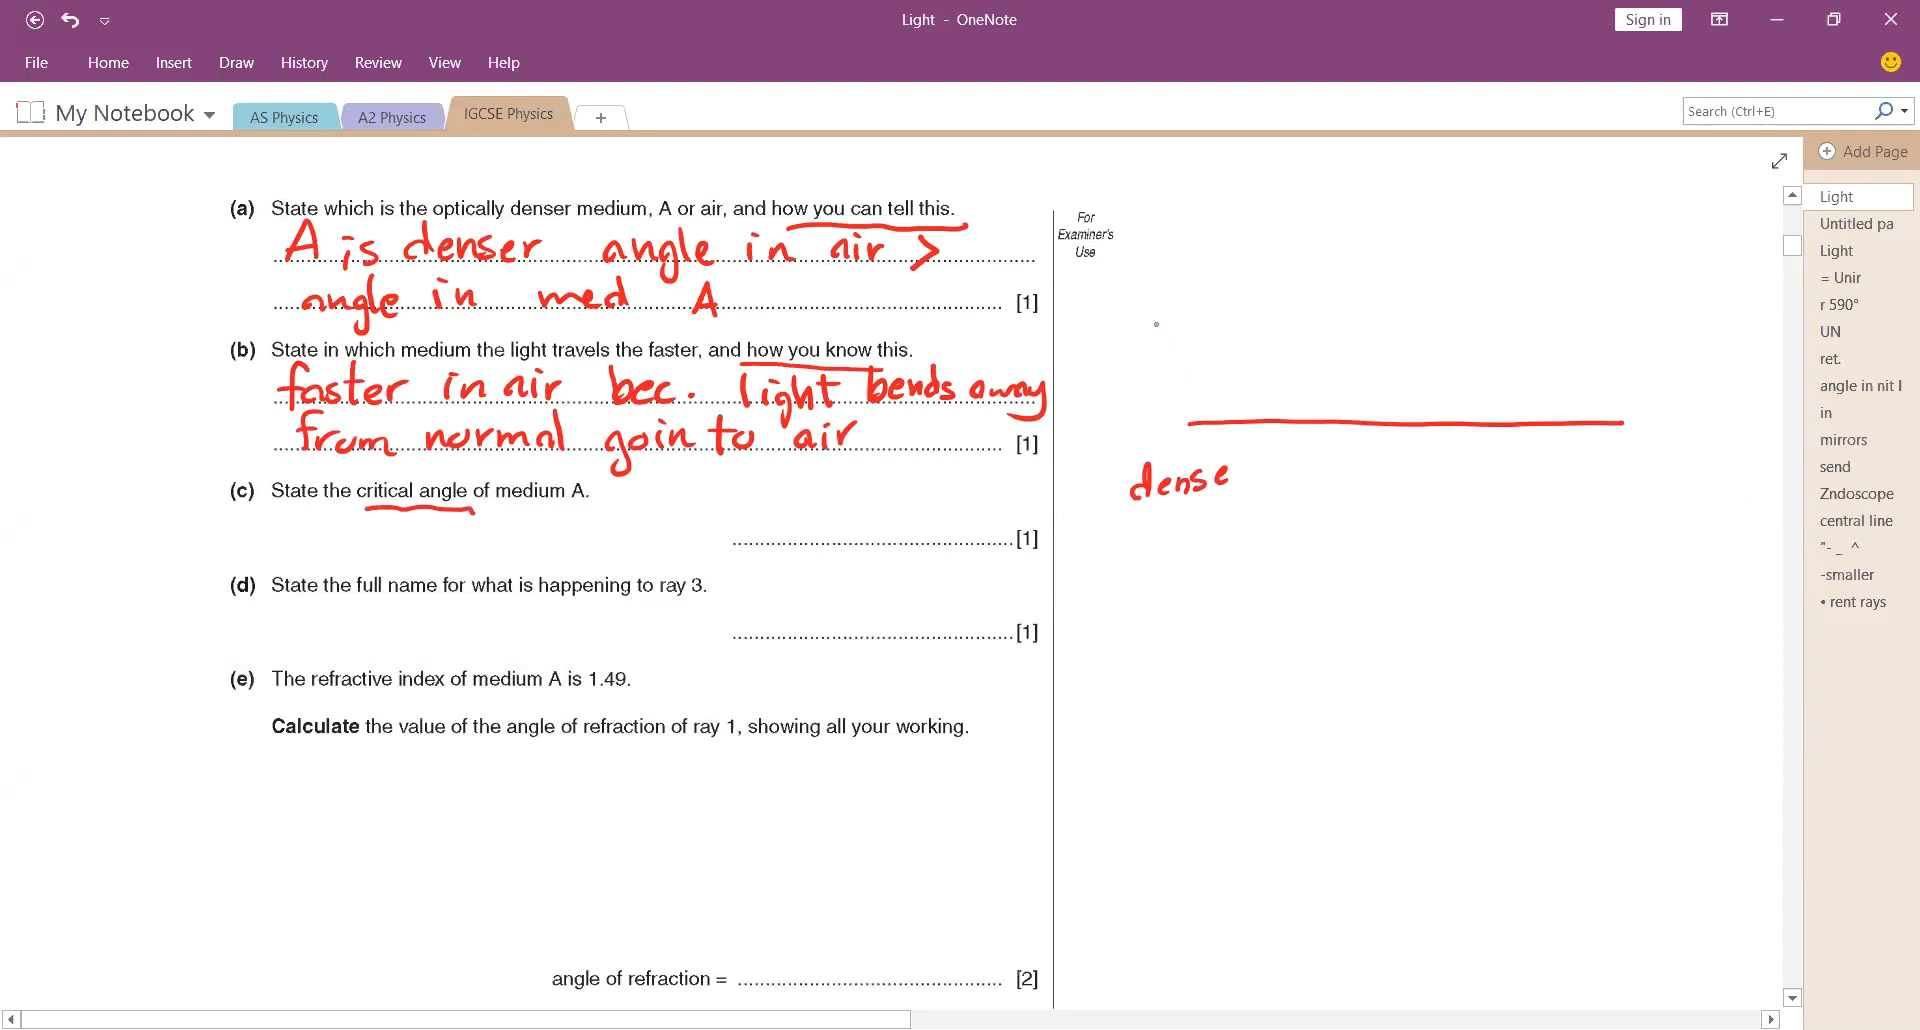 Light - OneNote
Sign in
File Home Insert Draw History Review View Help
My Notebook
AS Physics
A2 Physics
IGCSE Physics
+
Search (Ctrl+E)
Add Page
Light
Untitled pa
Light
= Unir
r 590°
UN
ret.
angle in nit I
in
mirrors
send
Zndoscope
central line
"- _ ^
-smaller
• rent rays
For
Examiner's
Use
(a) State which is the optically denser medium, A or air, and how you can tell this.
A is denser angle in air >
angle in med A [1]
(b) State in which medium the light travels the faster, and how you know this.
faster in air bec. light bends away
from normal goin to air [1]
(c) State the critical angle of medium A.
[1]
(d) State the full name for what is happening to ray 3.
[1]
(e) The refractive index of medium A is 1.49.
Calculate the value of the angle of refraction of ray 1, showing all your working.
angle of refraction = [2]
dense